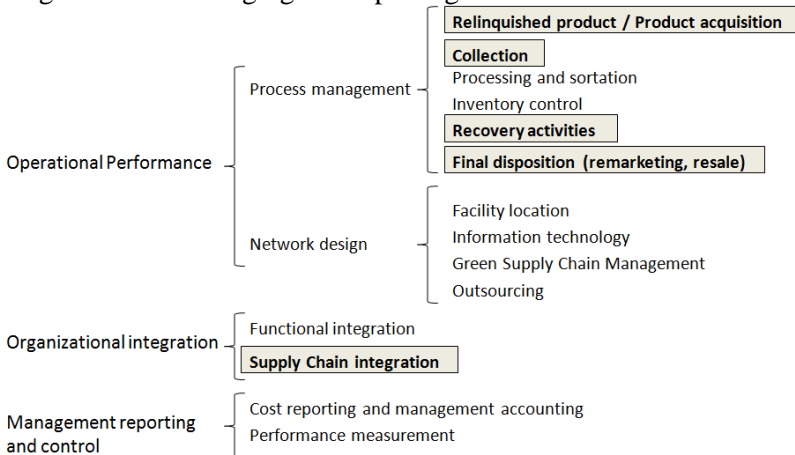 Relinquished product / Product acquisition
Collection
Processing and sortation
Process management
Inventory control
Recovery activities
Operational Performance
Final disposition (remarketing, resale)
Facility location
Information technology
Network design
Green Supply Chain Management
Outsourcing
Functional integration
Organizational integration
Supply Chain integration
Cost reporting and management accounting
Management reporting
and control
Performance measurement